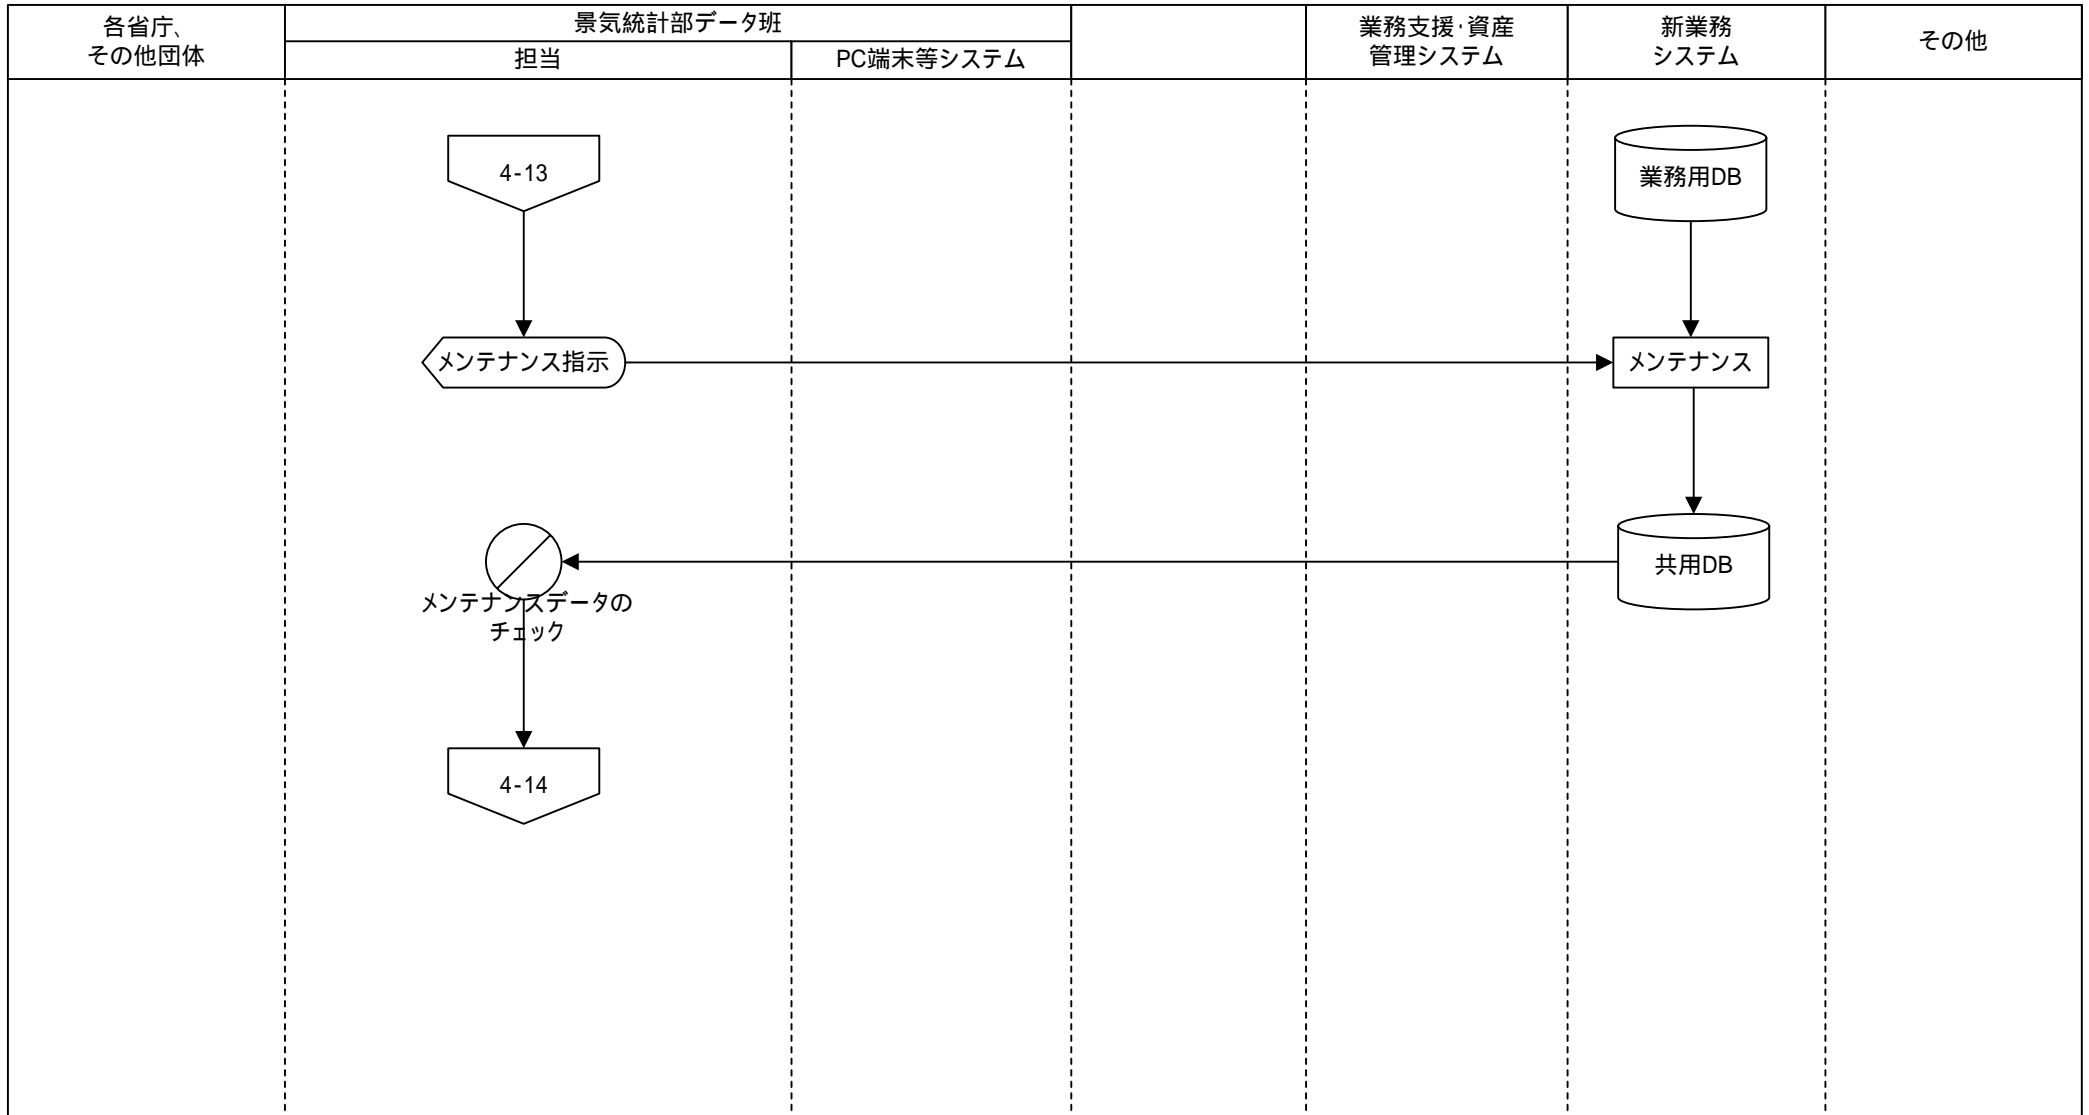 各省庁、
その他団体
景気統計部データ班
担当
PC端末等システム
業務支援・資産
管理システム
新業務
システム
その他
4-13
業務用DB
メンテナンス指示
メンテナンス
共用DB
メンテナンスデータの
チェック
4-14